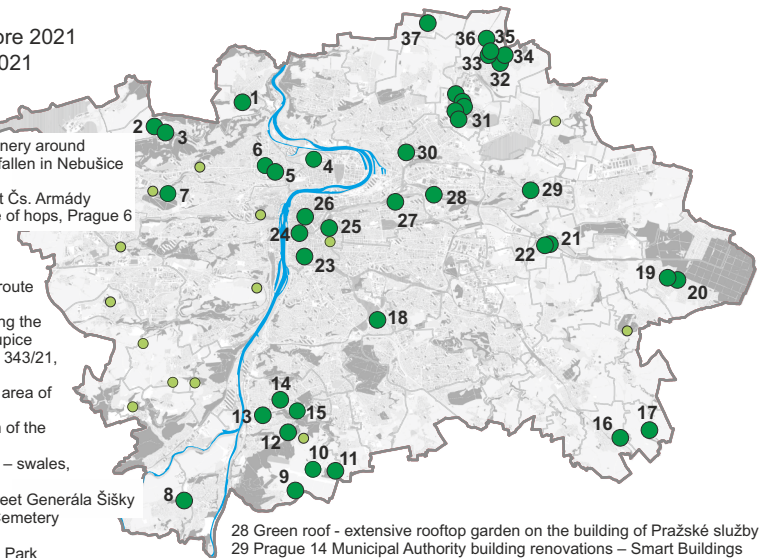 ore 2021
021
nery around
fallen in Nebušice
t Čs. Armády
e of hops, Prague 6
route
ng the
upice
343/21,
area of
n of the
– swales,
eet Generála Šišky
Cemetery
Park
28 Green roof - extensive rooftop garden on the building of Pražské služby
29 Prague 14 Municipal Authority building renovations – Smart Buildings
37
36
35
34
33
32
31
1
2
3
30
4
6
5
7
29
28
27
26
25
24
23
22
21
19
20
18
14
13
15
12
17
16
10
11
9
8